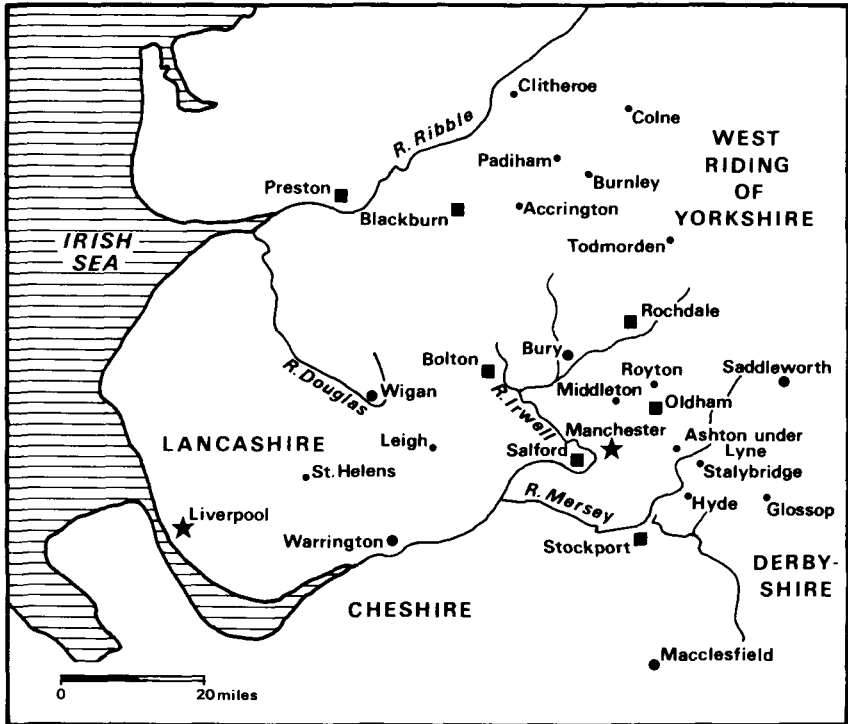 Clitheroe
Colne
R. Ribble
WEST
RIDING
OF
YORKSHIRE
Padiham
Burnley
Preston
Blackburn
Accrington
IRISH
SEA
Todmorden
Rochdale
Bury
Bolton
Royton
Saddleworth
R. Douglas
Wigan
R. Irwell
Middleton
Oldham
Manchester
LANCASHIRE
Leigh
Salford
Ashton under
Lyne
St. Helens
Stalybridge
R. Mersey
Hyde
Glossop
Liverpool
Warrington
Stockport
DERBY-
SHIRE
CHESHIRE
Macclesfield
0 20 miles